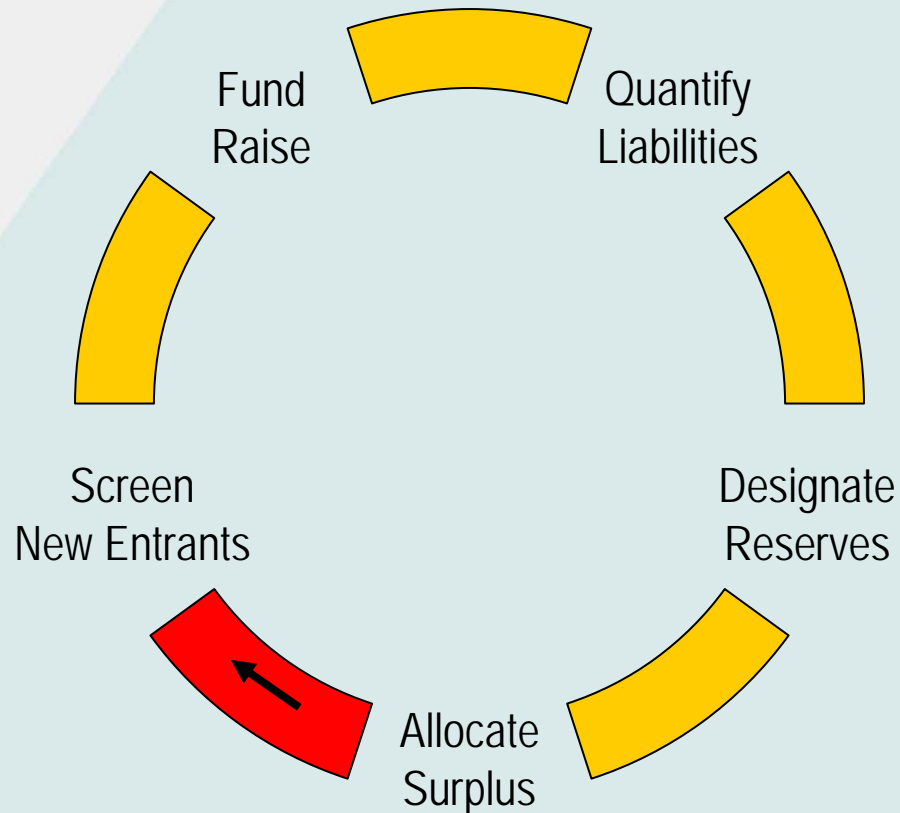 Fund
Raise
Quantify
Liabilities
Screen
New Entrants
Designate
Reserves
Allocate
Surplus